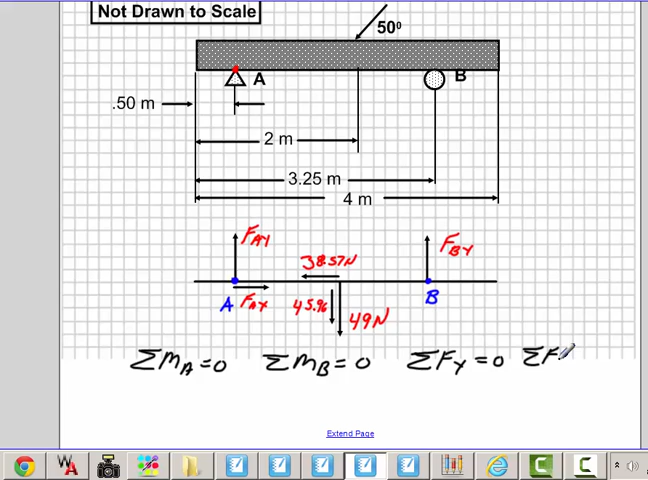 Not Drawn to Scale
50⁰
A
B
.50 m
2 m
3.25 m
4 m
FAY
FBY
38.57N
A
FAX
45.96
49N
B
ΣMA=0 ΣMB=0 ΣFY=0 ΣF
Extend Page